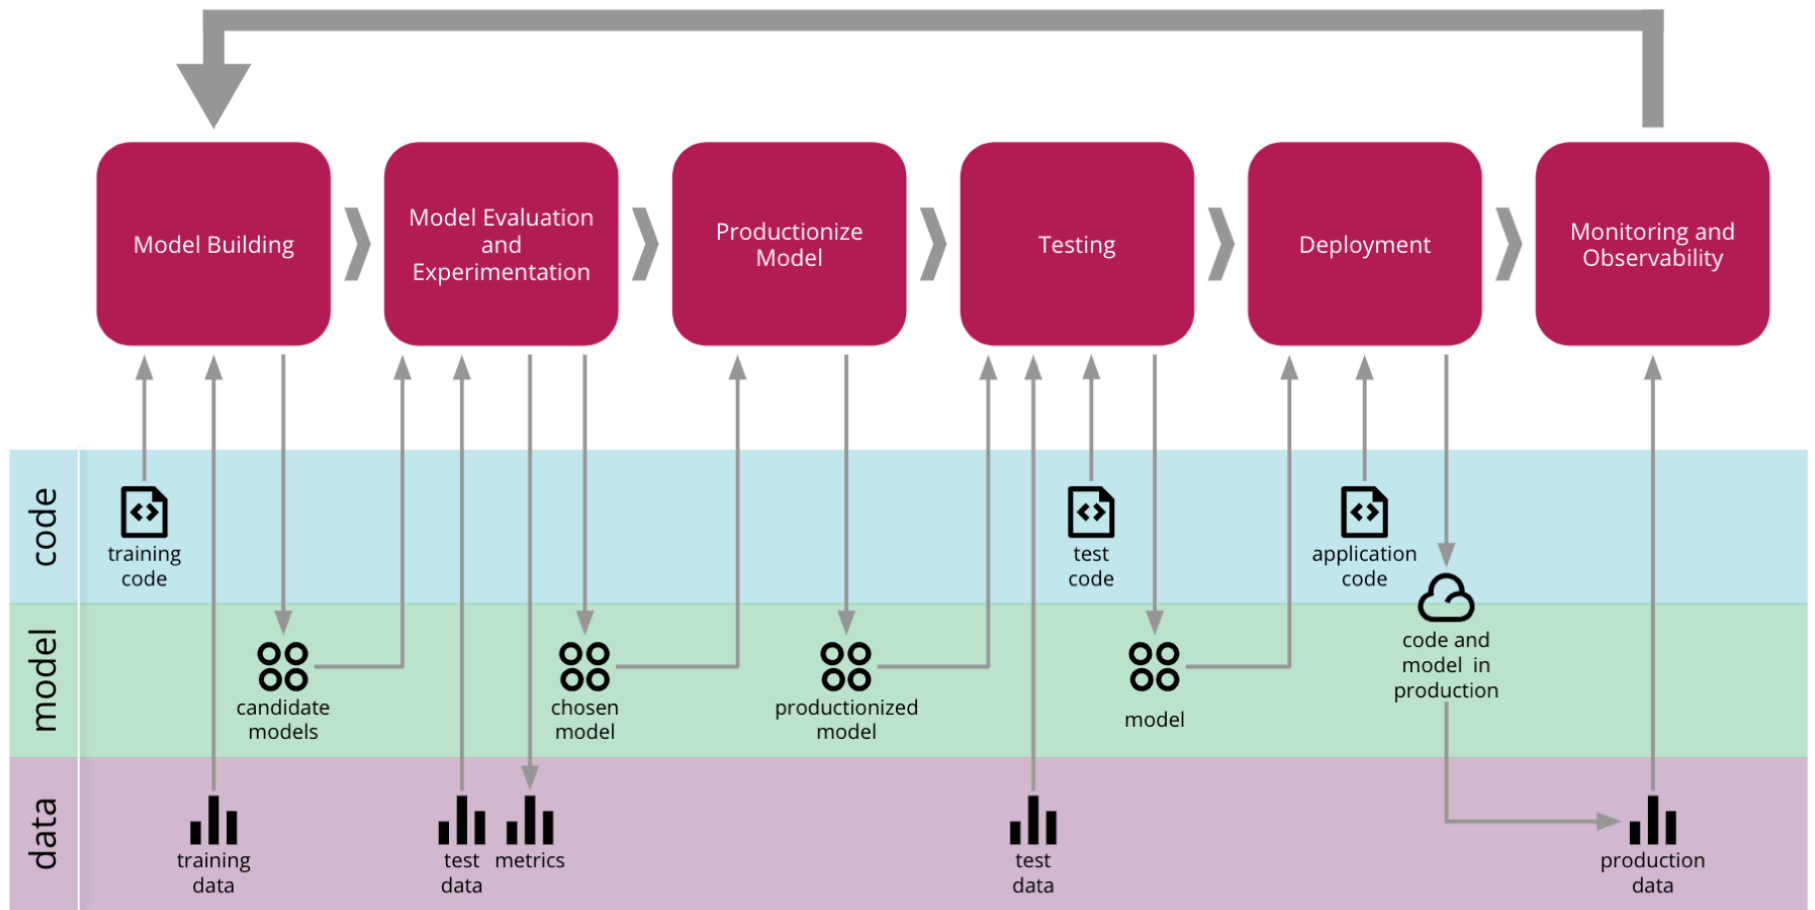 Model Building
Model Evaluation
and
Experimentation
Productionize
Model
Testing
Deployment
Monitoring and
Observability
code
training
code
test
code
application
code
model
candidate
models
chosen
model
productionized
model
model
code and
model in
production
data
training
data
test
data
metrics
test
data
production
data